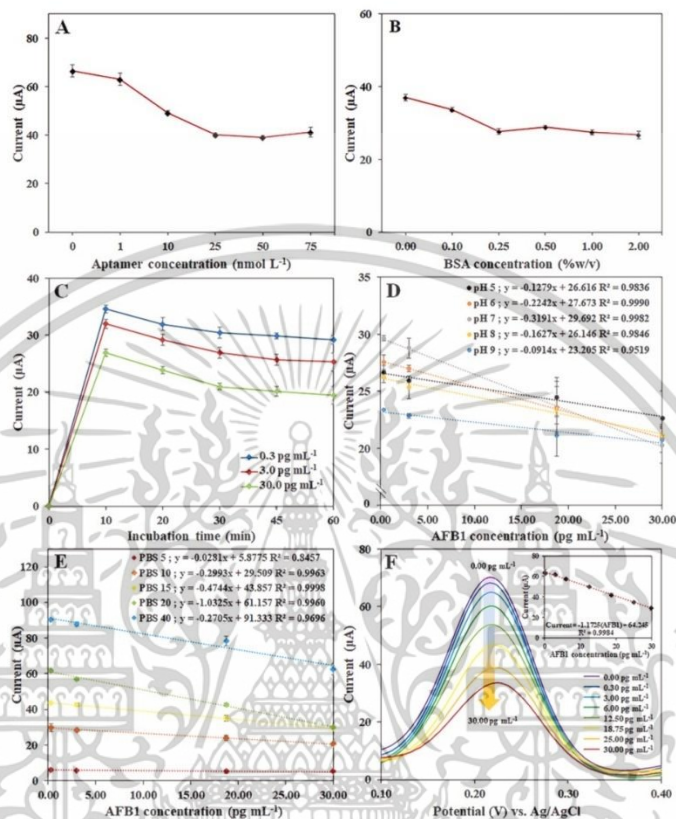 A
Current (µA)
80
60
40
20
0
0 1 10 25 50 75
Aptamer concentration (nmol L⁻¹)
B
Current (µA)
60
40
20
0
0.00 0.10 0.25 0.50 1.00 2.00
BSA concentration (%w/v)
C
Current (µA)
40
30
20
10
0
0 10 20 30 45 60
Incubation time (min)
0.3 pg mL⁻¹
3.0 pg mL⁻¹
30.0 pg mL⁻¹
D
Current (µA)
35
30
25
20
0
0.00 5.00 10.00 15.00 20.00 25.00 30.00
AFB1 concentration (pg mL⁻¹)
pH 5 ; y = -0.1279x + 26.616 R² = 0.9836
pH 6 ; y = -0.2242x + 27.673 R² = 0.9990
pH 7 ; y = -0.3191x + 29.692 R² = 0.9982
pH 8 ; y = -0.1627x + 26.146 R² = 0.9846
pH 9 ; y = -0.0914x + 23.205 R² = 0.9519
E
Current (µA)
120
100
80
60
40
20
0
0.00 5.00 10.00 15.00 20.00 25.00 30.00
AFB1 concentration (pg mL⁻¹)
PBS 5 ; y = -0.0281x + 5.8775 R² = 0.8457
PBS 10 ; y = -0.2993x + 29.509 R² = 0.9963
PBS 15 ; y = -0.4744x + 43.857 R² = 0.9998
PBS 20 ; y = -1.0325x + 61.157 R² = 0.9960
PBS 40 ; y = -0.2705x + 91.333 R² = 0.9696
F
Current (µA)
80
60
40
20
0
0.10 0.20 0.30 0.40
Potential (V) vs. Ag/AgCl
0.00 pg mL⁻¹
30.00 pg mL⁻¹
Current (µA)
80
60
40
20
0
0 5 10 15 20 25 30
AFB1 concentration (pg mL⁻¹)
Current = -1.1725(AFB1) + 64.249
R² = 0.9984
0.00 pg mL⁻¹
0.30 pg mL⁻¹
3.00 pg mL⁻¹
6.00 pg mL⁻¹
12.50 pg mL⁻¹
18.75 pg mL⁻¹
25.00 pg mL⁻¹
30.00 pg mL⁻¹